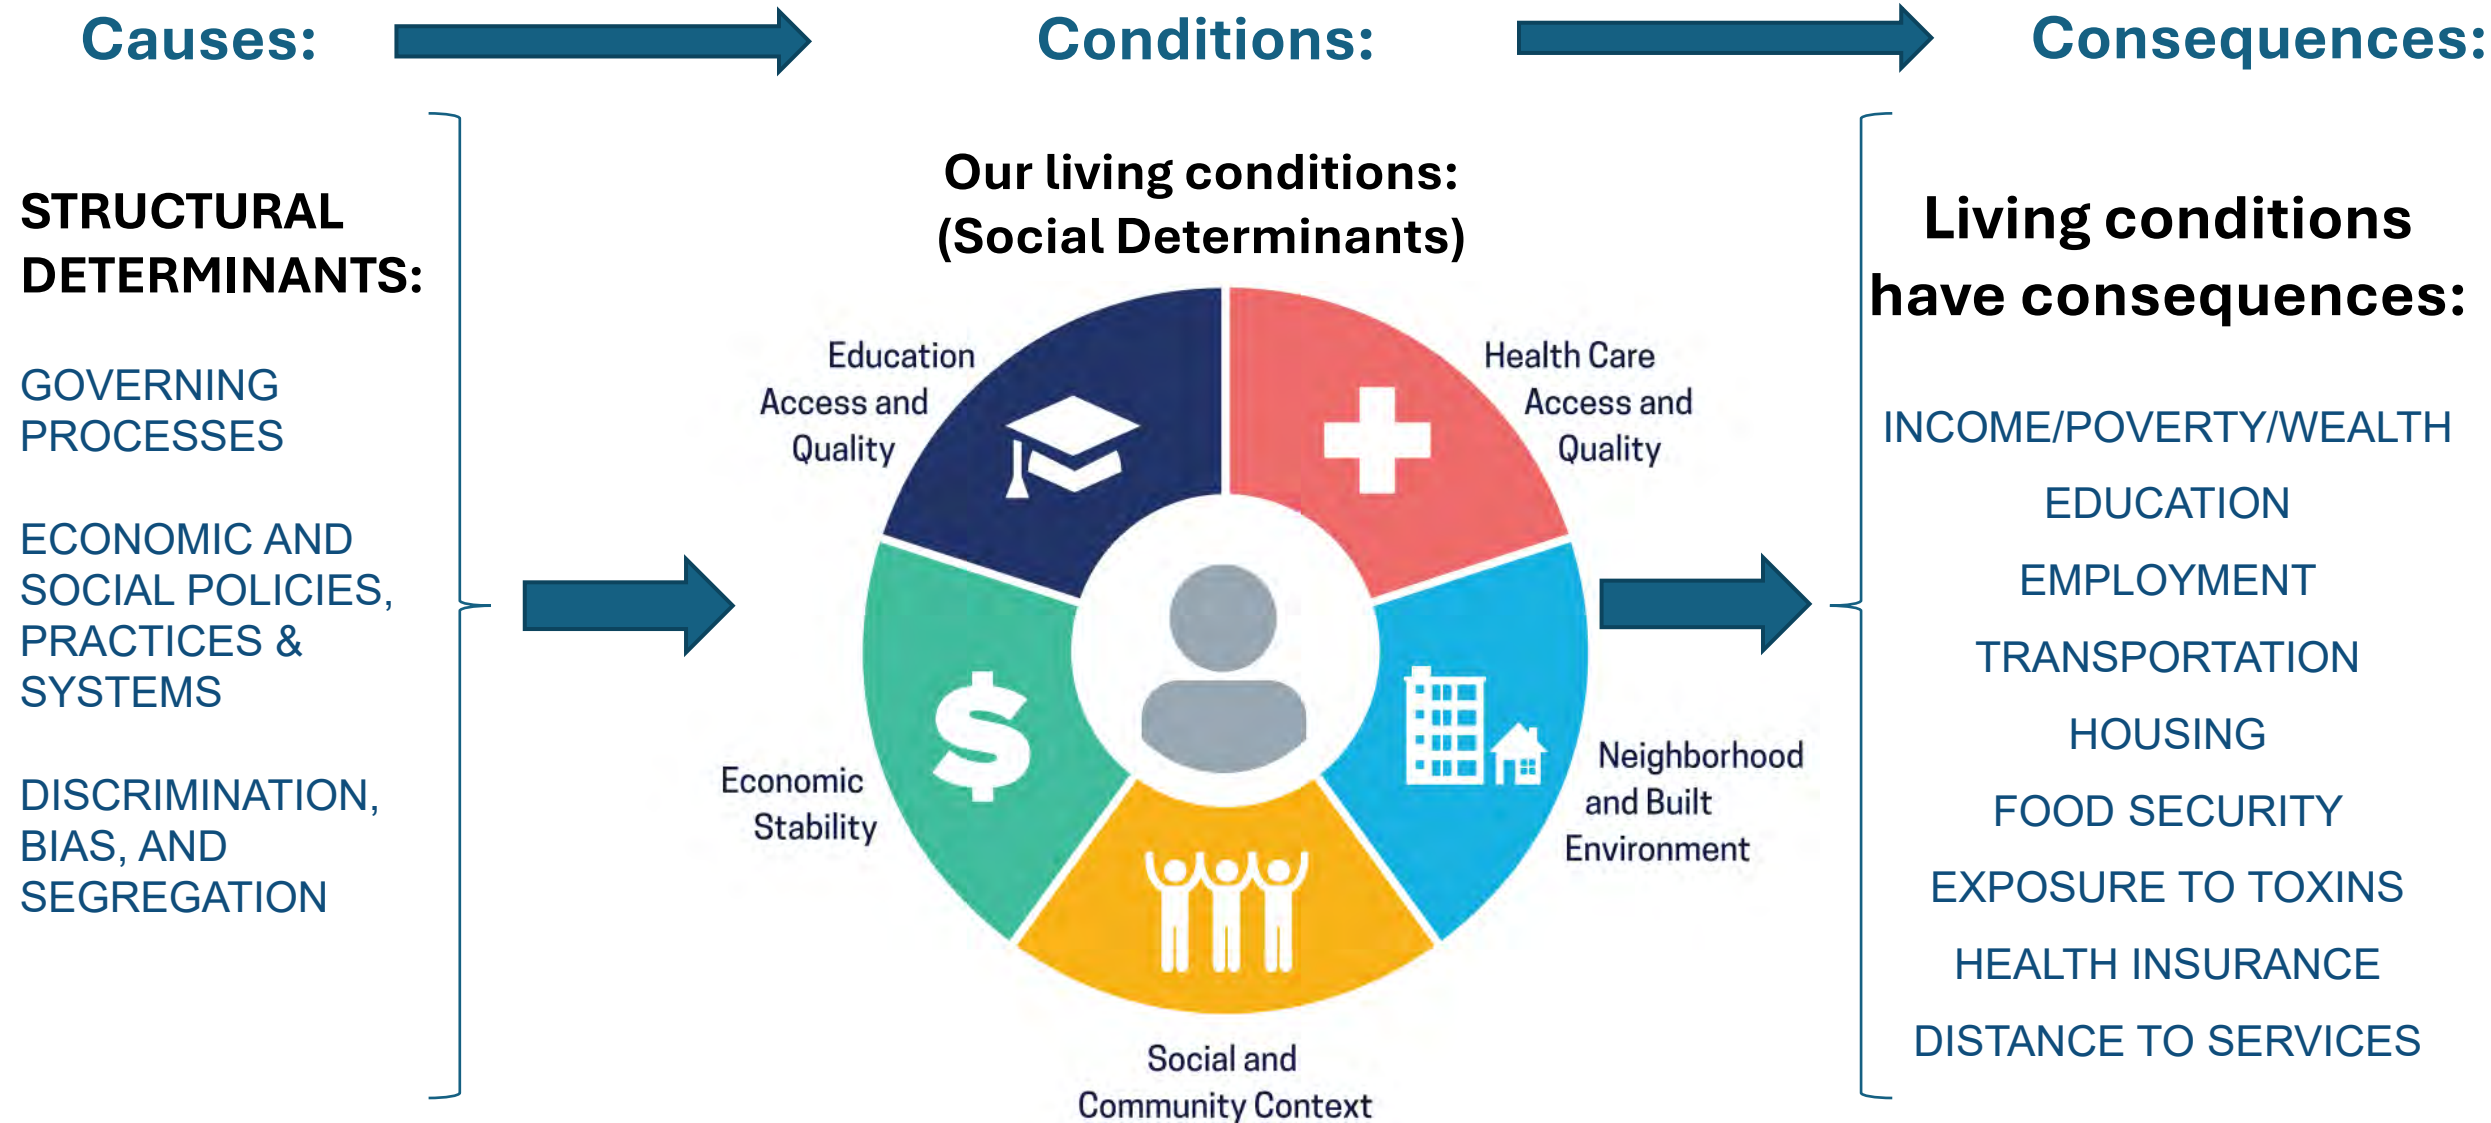 Causes:
Conditions:
Consequences:
STRUCTURAL
DETERMINANTS:
GOVERNING
PROCESSES
ECONOMIC AND
SOCIAL POLICIES,
PRACTICES &
SYSTEMS
DISCRIMINATION,
BIAS, AND
SEGREGATION
Our living conditions:
(Social Determinants)
Education
Access and
Quality
Health Care
Access and
Quality
Economic
Stability
$
Neighborhood
and Built
Environment
Social and
Community Context
Living conditions
have consequences:
INCOME/POVERTY/WEALTH
EDUCATION
EMPLOYMENT
TRANSPORTATION
HOUSING
FOOD SECURITY
EXPOSURE TO TOXINS
HEALTH INSURANCE
DISTANCE TO SERVICES